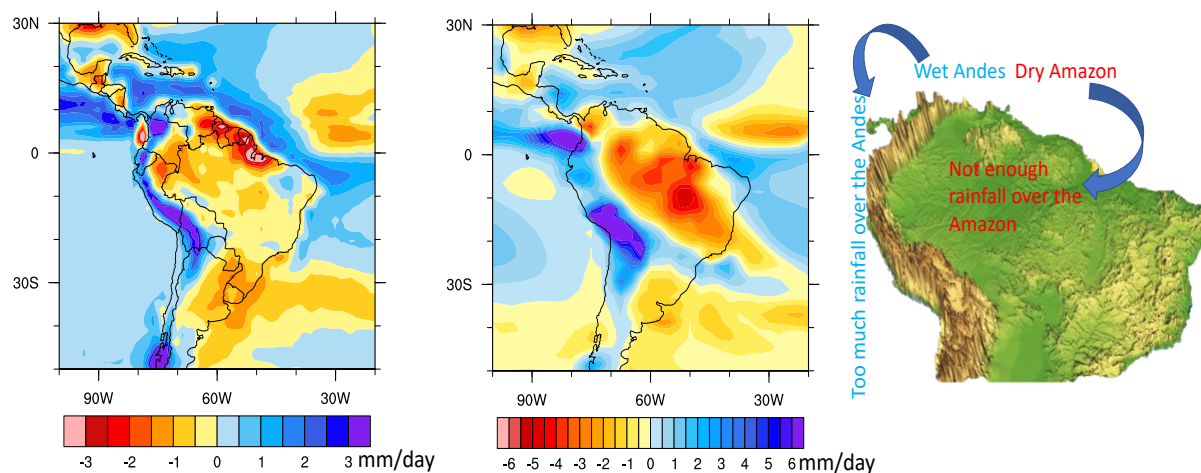 30N
0
30S
90W 60W 30W
-3 -2 -1 0 1 2 3 mm/day
30N
0
30S
90W 60W 30W
-6 -5 -4 -3 -2 -1 0 1 2 3 4 5 6 mm/day
Wet Andes Dry Amazon
Too much rainfall over the Andes
Not enough
rainfall over the
Amazon